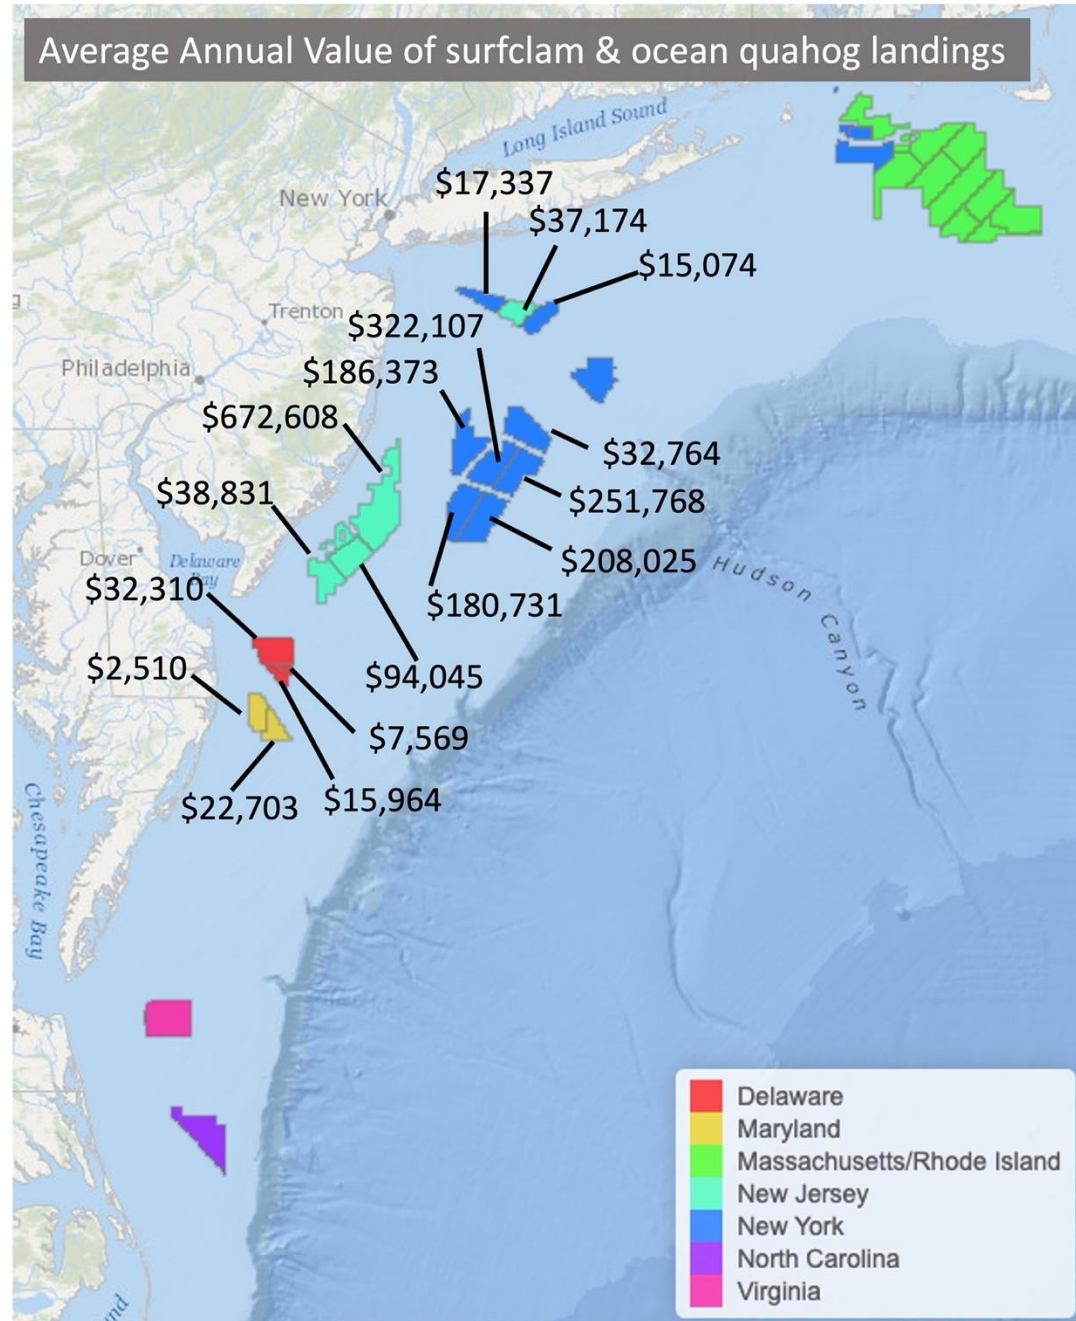 Average Annual Value of surfclam & ocean quahog landings
Long Island Sound
$17,337
New York
$37,174
$15,074
Trenton
$322,107
Philadelphia
$186,373
$672,608
$32,764
$38,831
$251,768
Dover
Delaware
Bay
$208,025
Hudson Canyon
$32,310
$180,731
$2,510
$94,045
$7,569
$22,703
$15,964
Chesapeake Bay
Delaware
Maryland
Massachusetts/Rhode Island
New Jersey
New York
North Carolina
Virginia